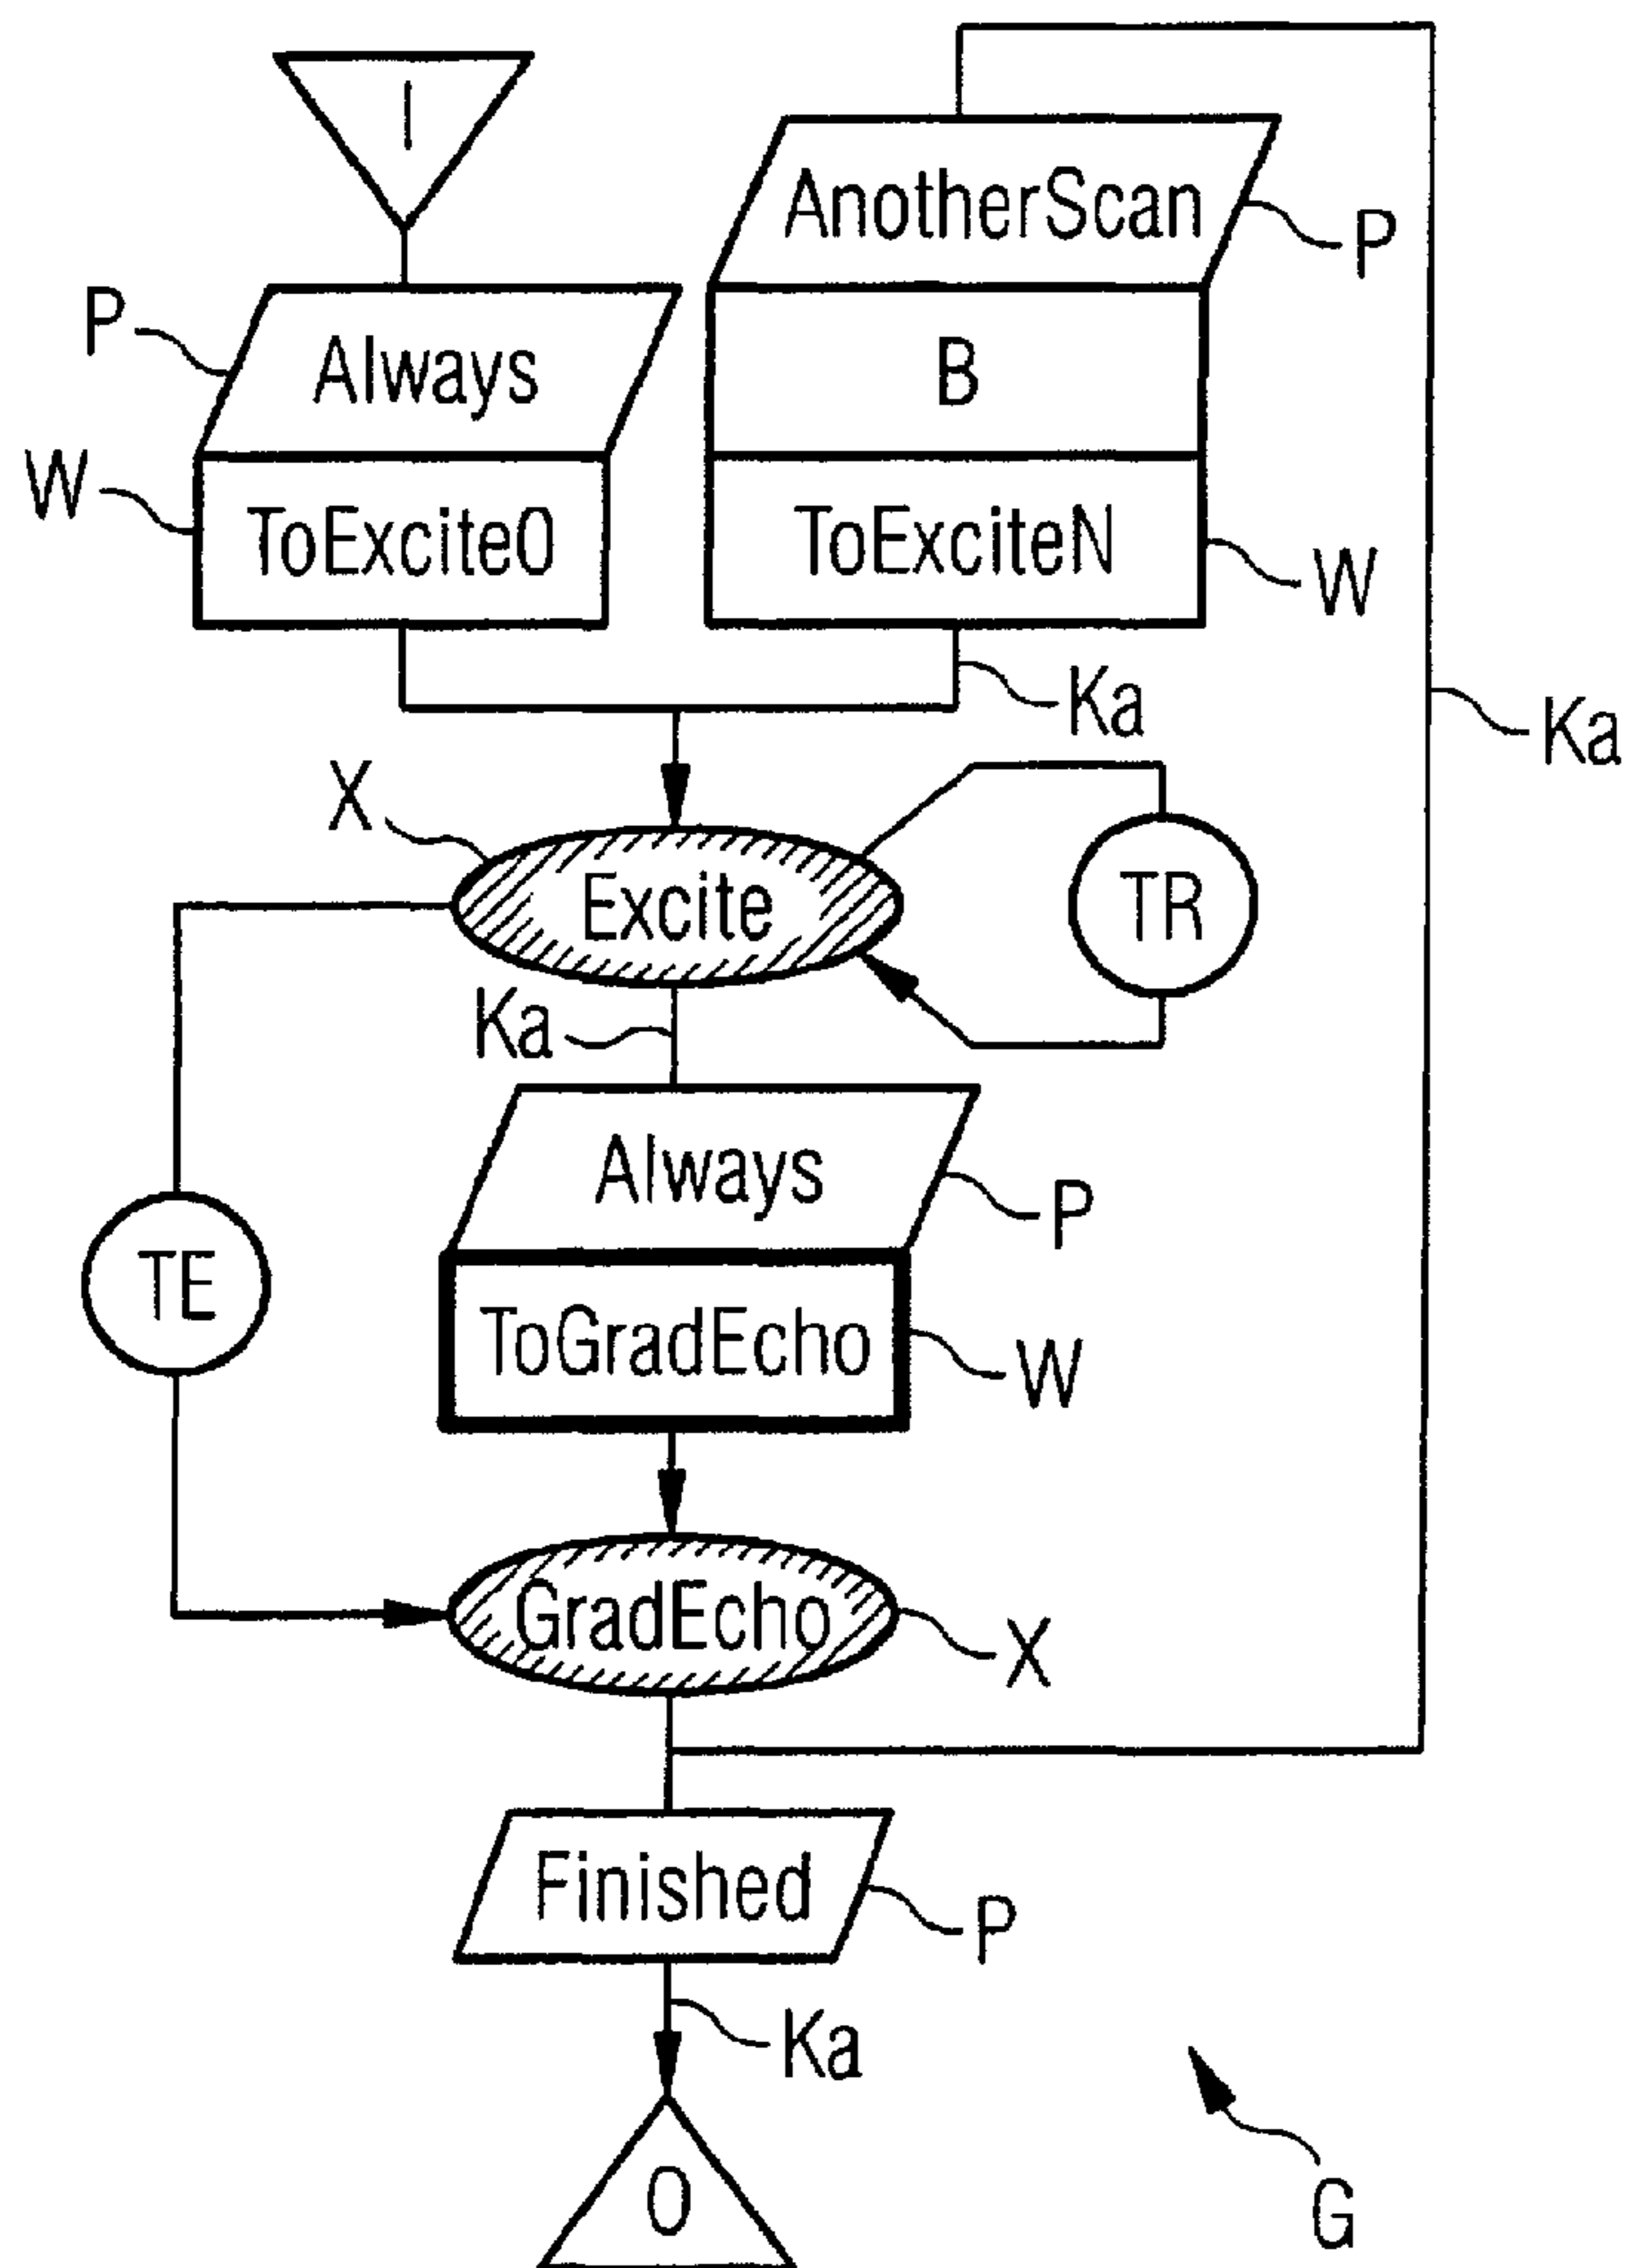 I
AnotherScan
P
P
Always
B
W
ToExcite0
ToExciteN
W
Ka
Ka
X
Excite
TR
Ka
Always
P
TE
ToGradEcho
W
GradEcho
X
Finished
P
Ka
O
G